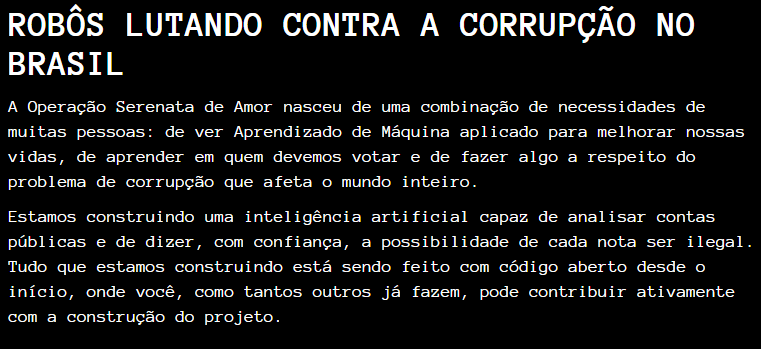 ROBÔS LUTANDO CONTRA A CORRUPÇÃO NO
BRASIL
A Operação Serenata de Amor nasceu de uma combinação de necessidades de
muitas pessoas: de ver Aprendizado de Máquina aplicado para melhorar nossas
vidas, de aprender em quem devemos votar e de fazer algo a respeito do
problema de corrupção que afeta o mundo inteiro.
Estamos construindo uma inteligência artificial capaz de analisar contas
públicas e de dizer, com confiança, a possibilidade de cada nota ser ilegal.
Tudo que estamos construindo está sendo feito com código aberto desde o
início, onde você, como tantos outros já fazem, pode contribuir ativamente
com a construção do projeto.